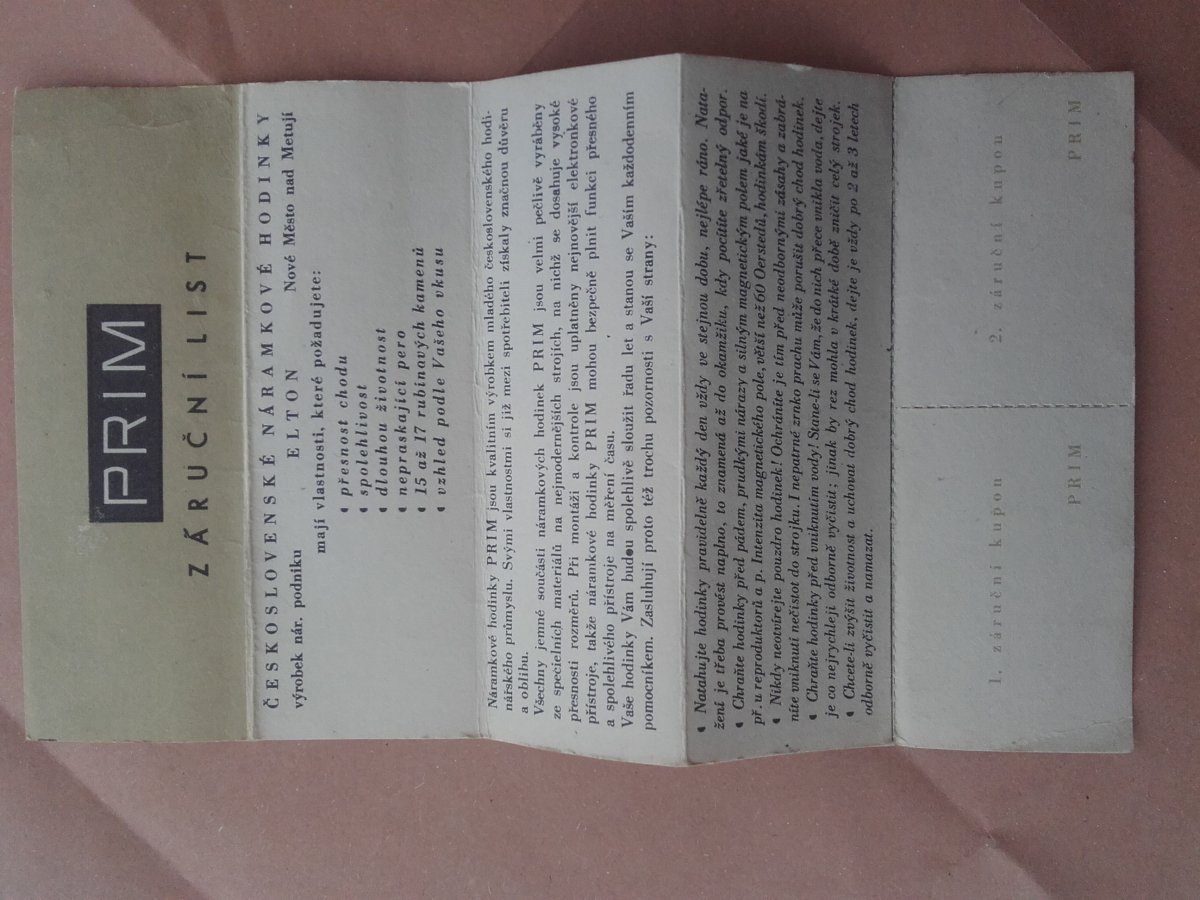 PRIM
ZÁRUČNÍ LIST
ČESKOSLOVENSKÉ NÁRAMKOVÉ HODINKY
výrobek nár. podniku ELTON Nové Město nad Metují
mají vlastnosti, které požadujete:
přesnost chodu
spolehlivost
dlouhou životnost
nepraskající pero
15 až 17 rubínových kamenů
vzhled podle Vašeho vkusu
Náramkové hodinky PRIM jsou kvalitním výrobkem mladého československého hodi-
nářského průmyslu. Svými vlastnostmi si již mezi spotřebiteli získaly značnou důvěru
a oblibu.
Všechny jemné součásti náramkových hodinek PRIM jsou velmi pečlivě vyráběny
ze specielních materiálů na nejmodernějších strojích, na nichž se dosahuje vysoké
přesnosti rozměrů. Při montáži a kontrole jsou uplatněny nejnovější elektronkové
přístroje, takže náramkové hodinky PRIM mohou bezpečně plnit funkci přesného
a spolehlivého přístroje na měření času.
Vaše hodinky Vám budou spolehlivě sloužit řadu let a stanou se Vaším každodenním
pomocníkem. Zasluhují proto též trochu pozornosti s Vaší strany:
Natahujte hodinky pravidelně každý den vždy ve stejnou dobu, nejlépe ráno. Nata-
žení je třeba provést naplno, to znamená až do okamžiku, kdy pocítíte zřetelný odpor.
Chraňte hodinky před pádem, prudkými nárazy a silným magnetickým polem jaké je na
př. u reproduktorů a p. Intenzita magnetického pole, větší než 60 Oerstedů, hodinkám škodí.
Nikdy neotvírejte pouzdro hodinek! Ochráníte je tím před neodbornými zásahy a zabrá-
níte vniknutí nečistot do strojku. I nepatrné zrnko prachu může porušit dobrý chod hodinek.
Chraňte hodinky před vniknutím vody! Stane-li se Vám, že do nich přece vnikla voda, dejte
je co nejrychleji odborně vyčistit; jinak by rez mohla v krátké době zničit celý strojek.
Chcete-li zvýšit životnost a uchovat dobrý chod hodinek, dejte je vždy po 2 až 3 letech
odborně vyčistit a namazat.
1. záruční kupon
PRIM
2. záruční kupon
PRIM